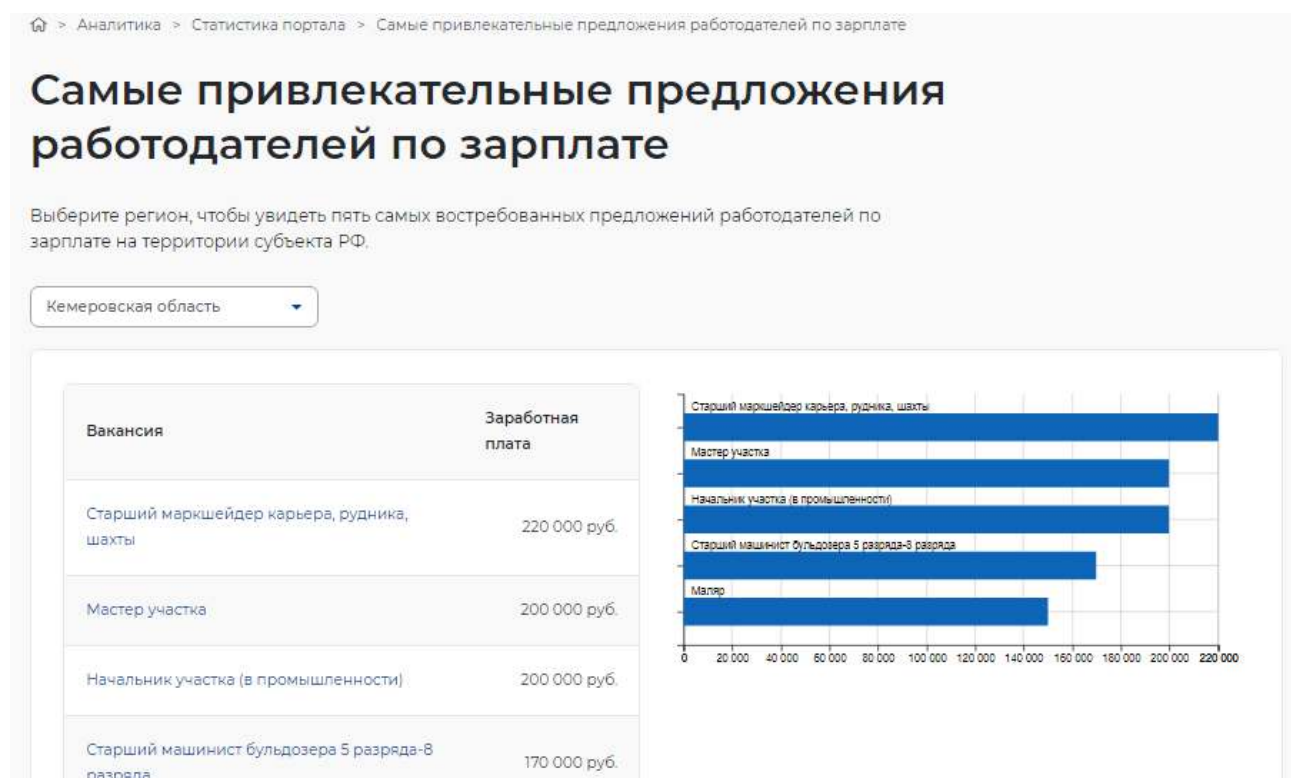 > Аналитика > Статистика портала > Самые привлекательные предложения работодателей по зарплате
Самые привлекательные предложения
работодателей по зарплате
Выберите регион, чтобы увидеть пять самых востребованных предложений работодателей по
зарплате на территории субъекта РФ.
Кемеровская область
Вакансия
Заработная
плата
Старший маркшейдер карьера, рудника,
шахты
220 000 руб.
Мастер участка
200 000 руб.
Начальник участка (в промышленности)
200 000 руб.
Старший машинист бульдозера 5 разряда-8
разряда
170 000 руб.
Старший маркшейдер карьера, рудника, шахты
Мастер участка
Начальник участка (в промышленности)
Старший машинист бульдозера 5 разряда-8 разряда
Маляр
0 20 000 40 000 60 000 80 000 100 000 120 000 140 000 160 000 180 000 200 000 220 000